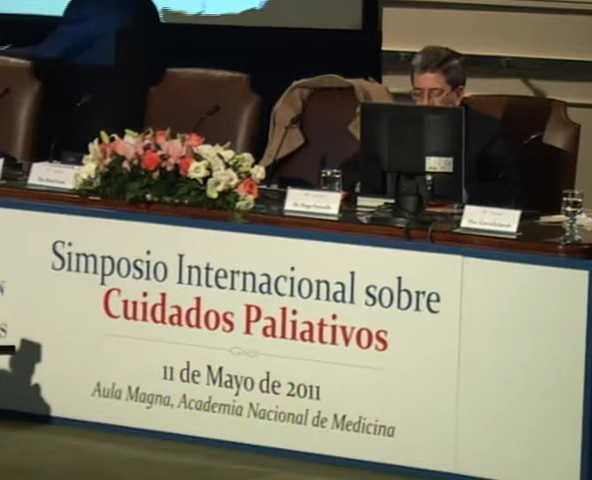 Simposio Internacional sobre
Cuidados Paliativos
11 de Mayo de 2011
Aula Magna, Academia Nacional de Medicina